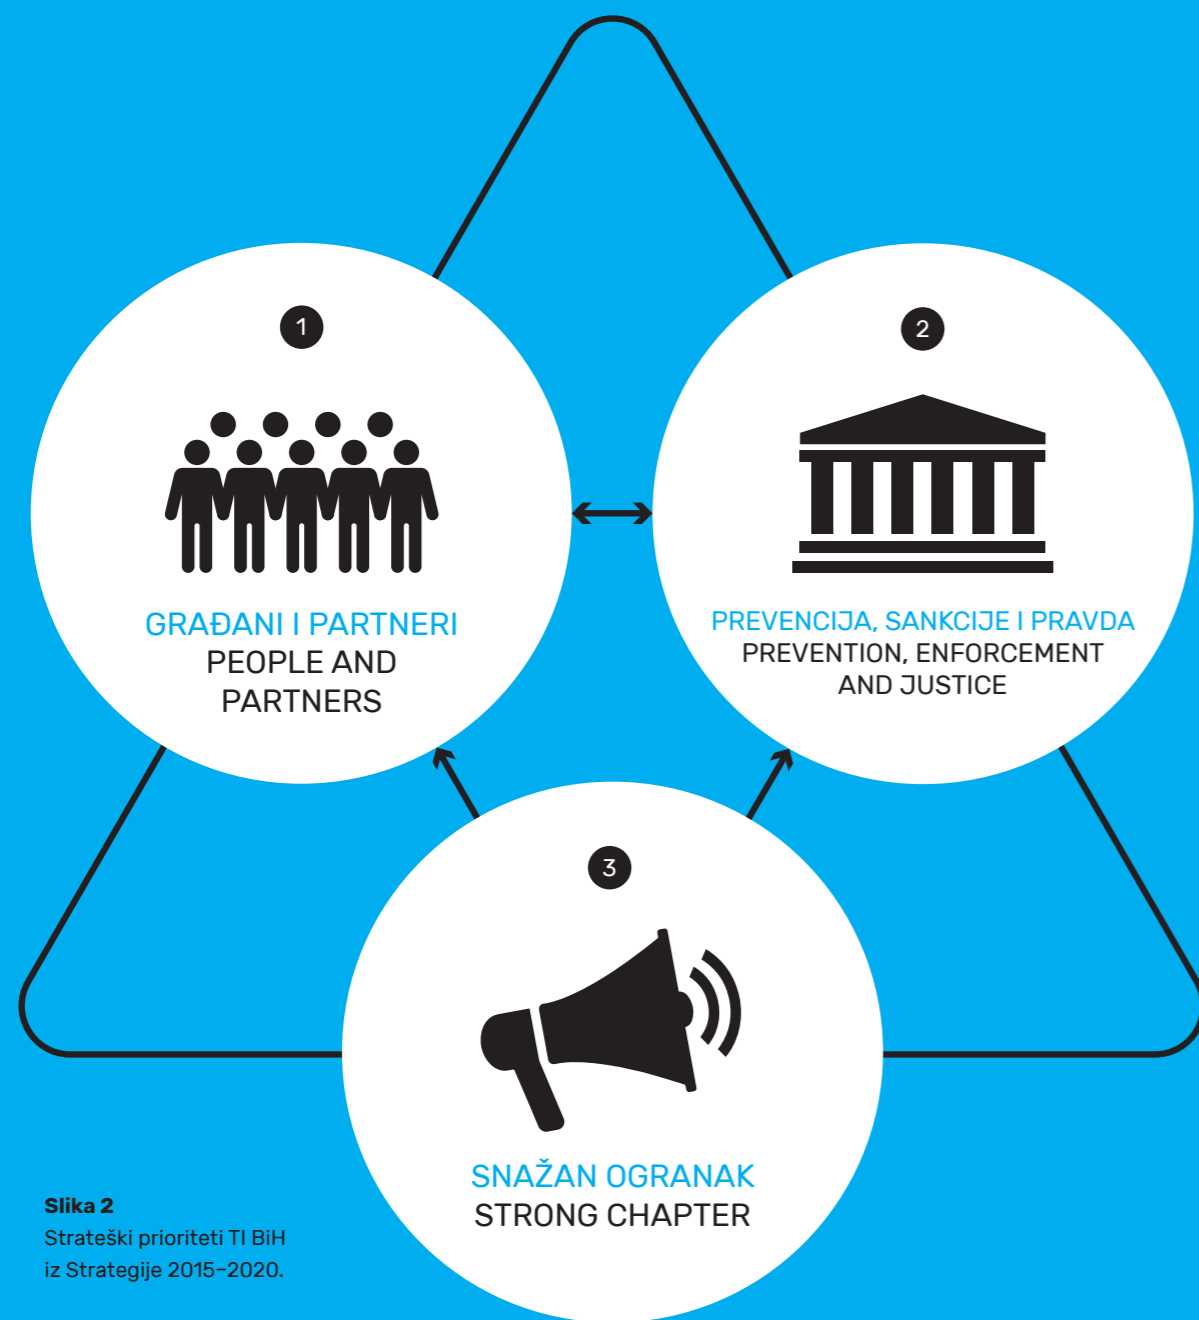 1
GRAĐANI I PARTNERI
PEOPLE AND
PARTNERS
2
PREVENCIJA, SANKCIJE I PRAVDA
PREVENTION, ENFORCEMENT
AND JUSTICE
3
SNAŽAN OGRANAK
STRONG CHAPTER
Slika 2
Strateški prioriteti TI BiH
iz Strategije 2015–2020.